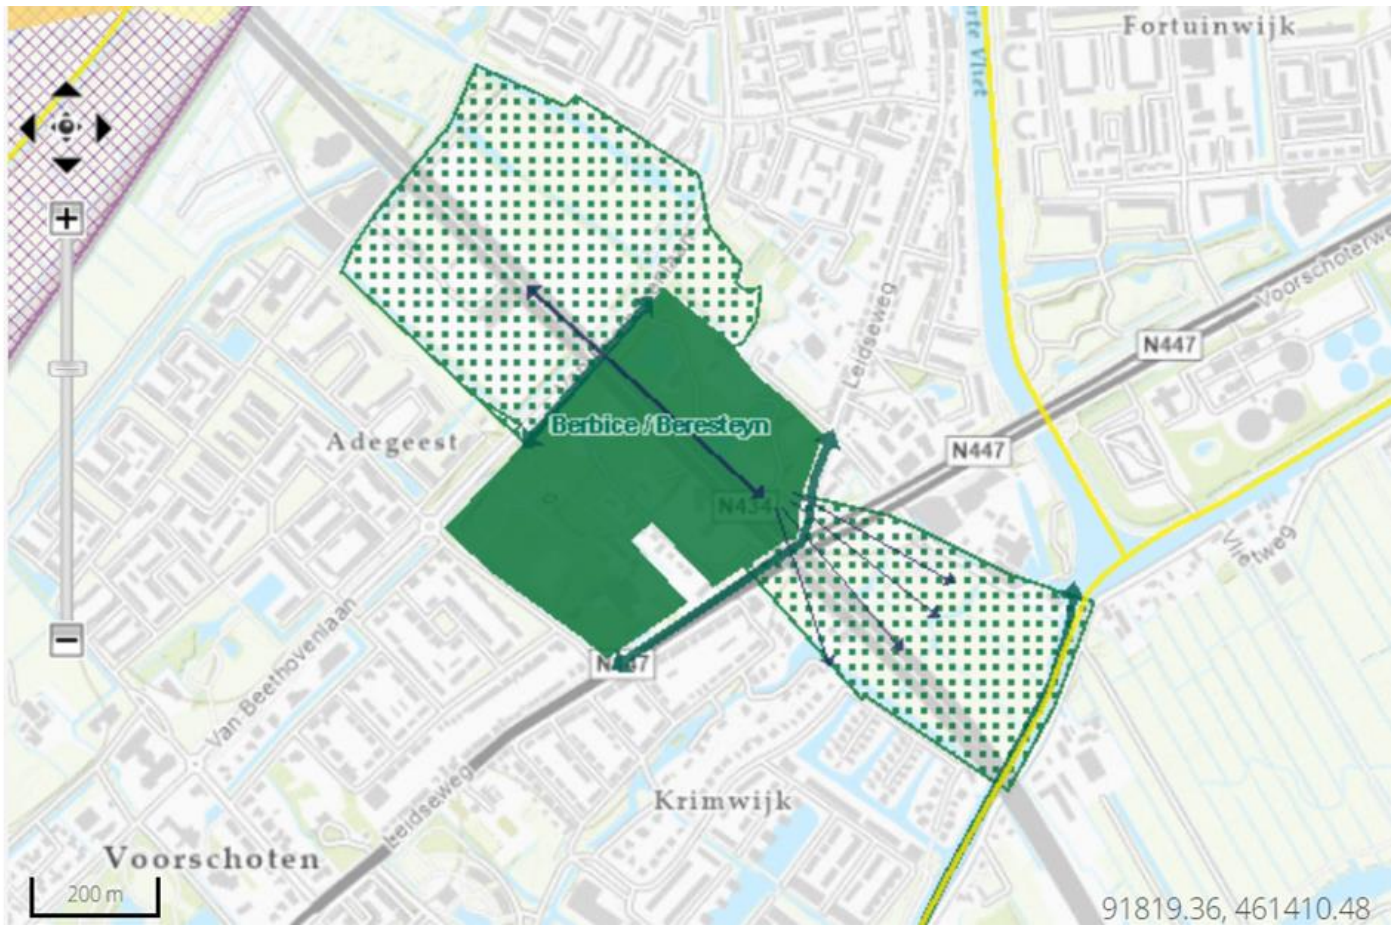 Fortuinwijk
Vliet
Leidseweg
Voorschoterw
N447
Berbice / Beresteyn
Adegeest
N447
N434
Vlietweg
Van Beethovenlaan
N447
Krimwijk
Leidseweg
Voorschoten
200 m
91819.36, 461410.48